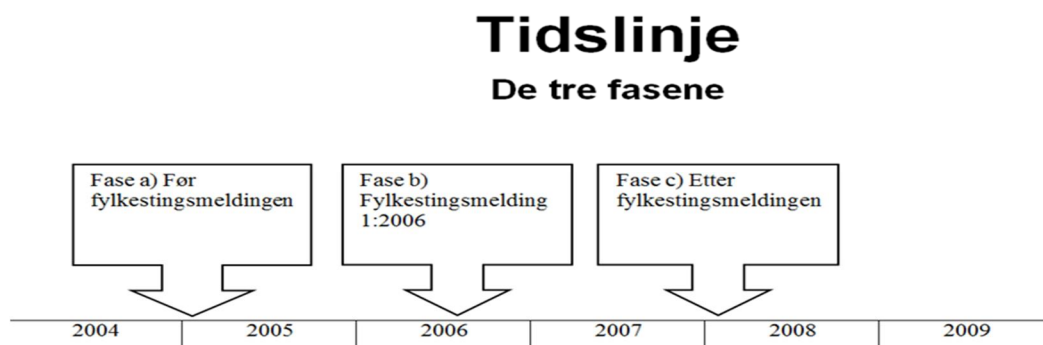 Tidslinje
De tre fasene
Fase a) Før
fylkestingsmeldingen
Fase b)
Fylkestingsmelding
1:2006
Fase c) Etter
fylkestingsmeldingen
2004 2005 2006 2007 2008 2009